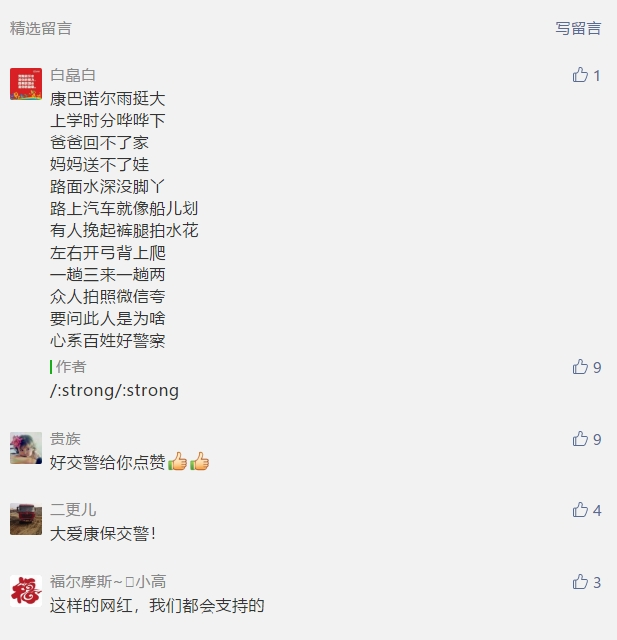 精选留言
写留言
白皛白
1
康巴诺尔雨挺大
上学时分哗哗下
爸爸回不了家
妈妈送不了娃
路面水深没脚丫
路上汽车就像船儿划
有人挽起裤腿拍水花
左右开弓背上爬
一趟三来一趟两
众人拍照微信夸
要问此人是为啥
心系百姓好警察
作者
9
/:strong/:strong
贵族
9
好交警给你点赞👍👍
二更儿
4
大爱康保交警！
福尔摩斯~小高
3
这样的网红，我们都会支持的